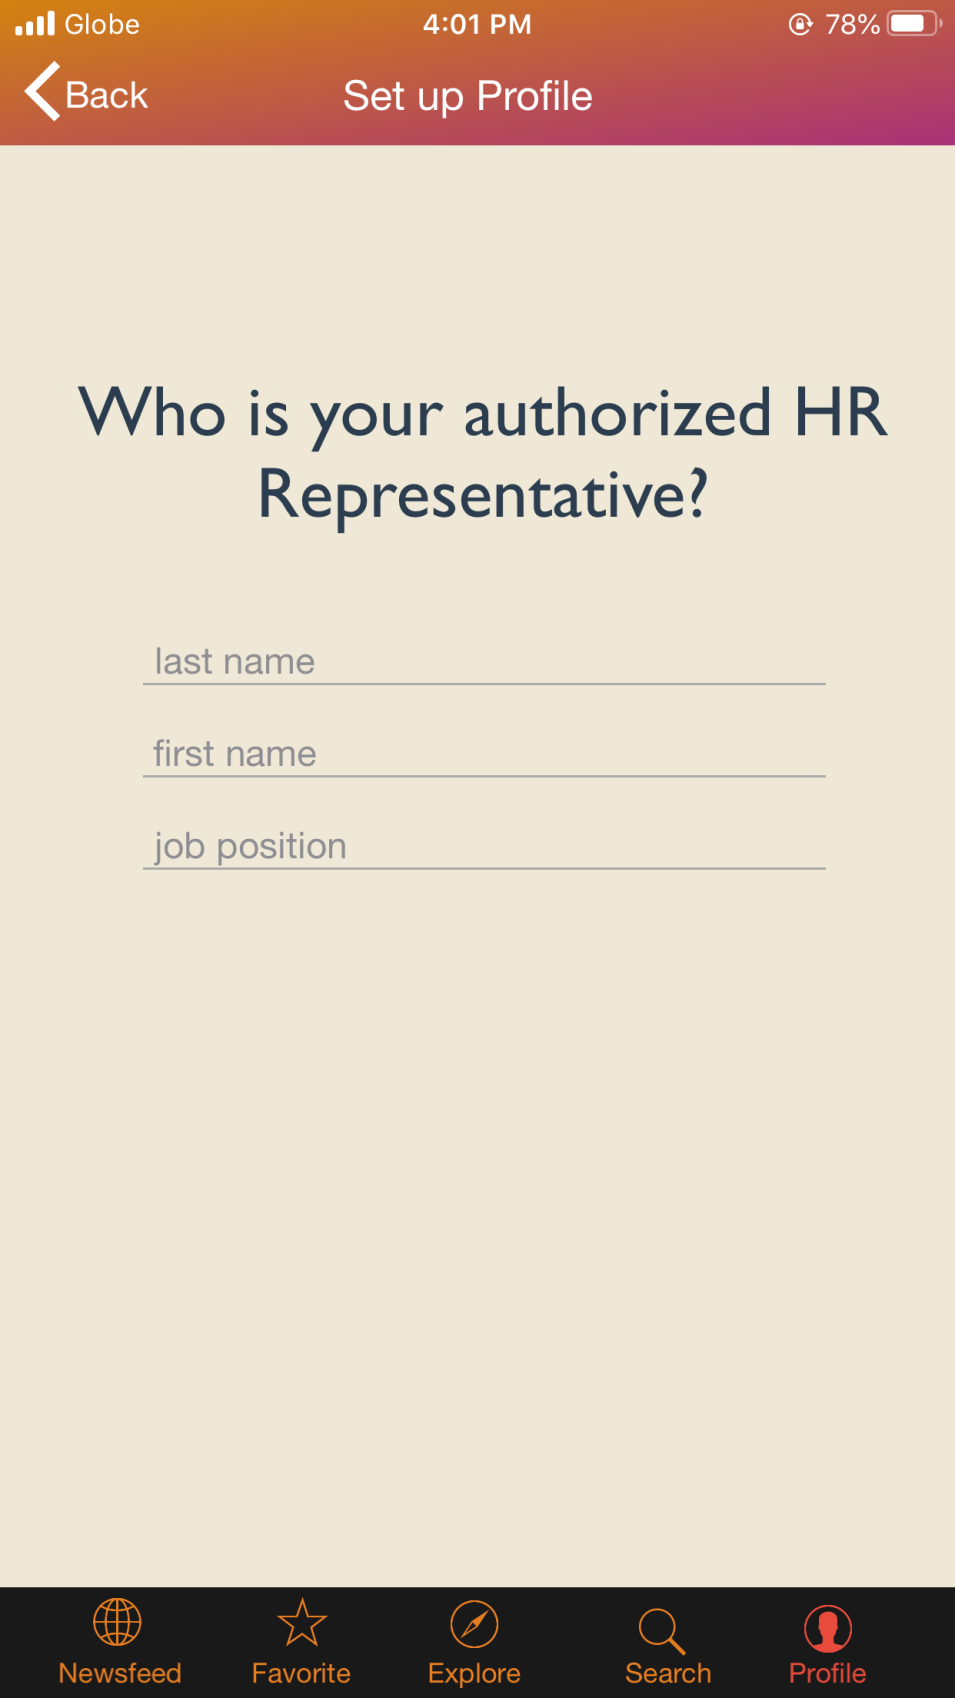 Globe 4:01 PM 78%
Back Set up Profile
Who is your authorized HR
Representative?
last name
first name
job position
Newsfeed Favorite Explore Search Profile